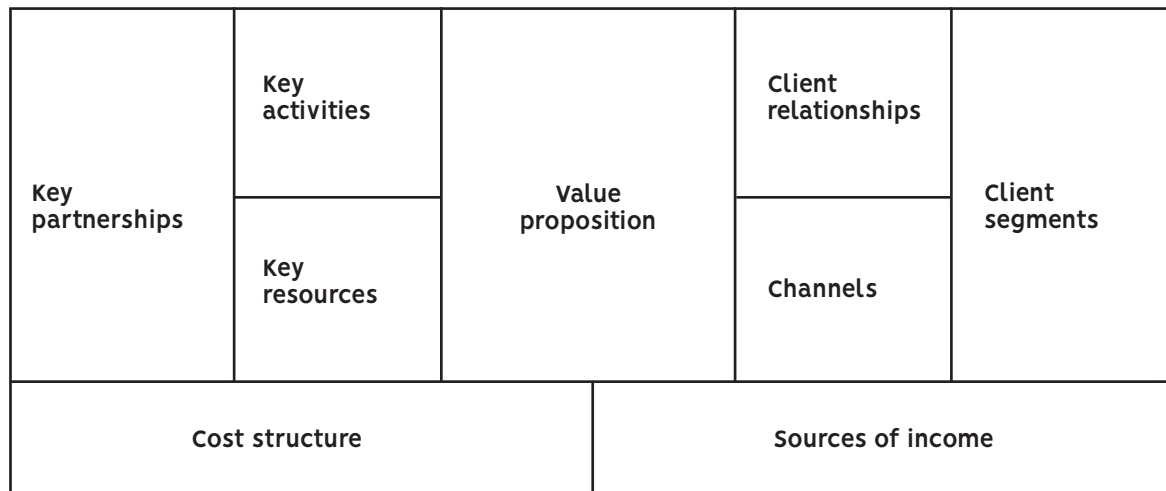 Key
partnerships
Key
activities
Key
resources
Value
proposition
Client
relationships
Channels
Client
segments
Cost structure
Sources of income